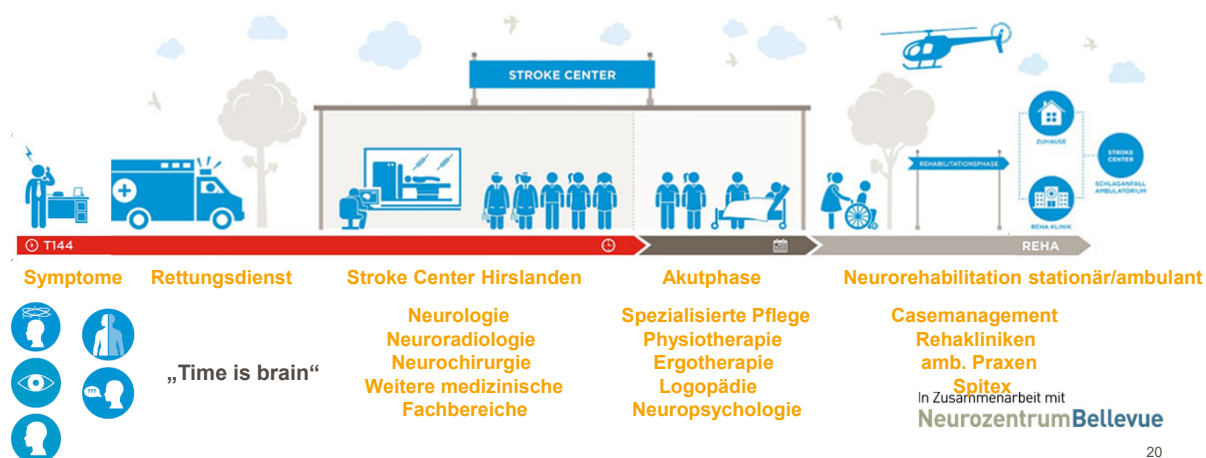 STROKE CENTER
REHABILITATIONSPHASE
ZUHAUSE
STROKE
CENTER
SCHLAGANFALL
AMBULATORIUM
REHA KLINIK
T144
REHA
Symptome
Rettungsdienst
Stroke Center Hirslanden
Akutphase
Neurorehabilitation stationär/ambulant
???
„Time is brain“
Neurologie
Neuroradiologie
Neurochirurgie
Weitere medizinische
Fachbereiche
Spezialisierte Pflege
Physiotherapie
Ergotherapie
Logopädie
Neuropsychologie
Casemanagement
Rehakliniken
amb. Praxen
Spitex
In Zusammenarbeit mit
NeurozentrumBellevue
20